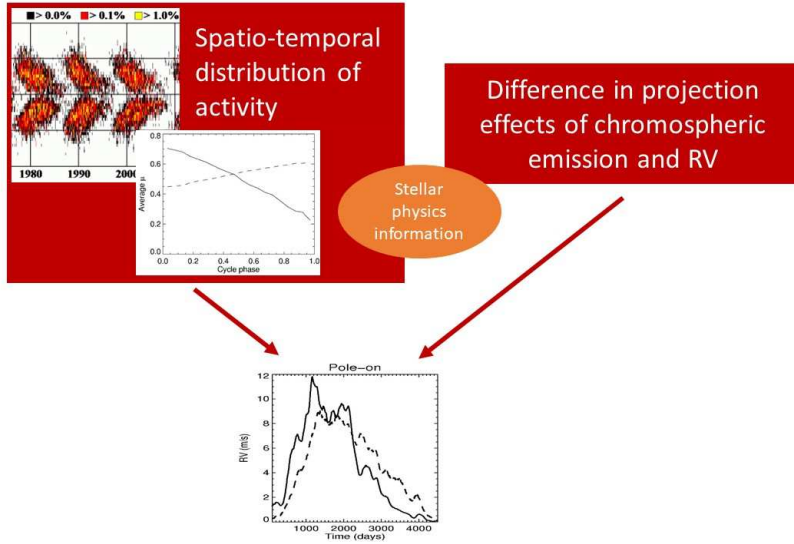 > 0.0% > 0.1% > 1.0%
1980 1990 2000
Spatio-temporal
distribution of
activity
0.8
0.6
0.4
0.2
0.0
Average μ
0.0 0.2 0.4 0.6 0.8 1.0
Cycle phase
Stellar
physics
information
Difference in projection
effects of chromospheric
emission and RV
Pole-on
12
10
8
6
4
2
0
RV (m/s)
1000 2000 3000 4000
Time (days)